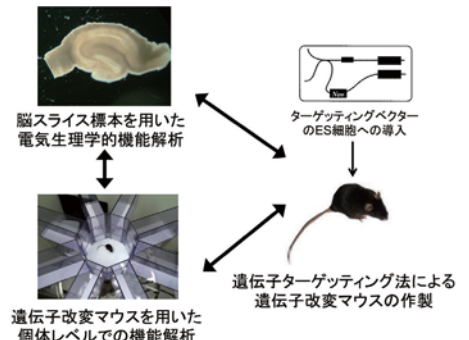 脳スライス標本を用いた
電気生理学的機能解析
Neo
ターゲッティングベクター
のES細胞への導入
遺伝子改変マウスを用いた
個体レベルでの機能解析
遺伝子ターゲッティング法による
遺伝子改変マウスの作製